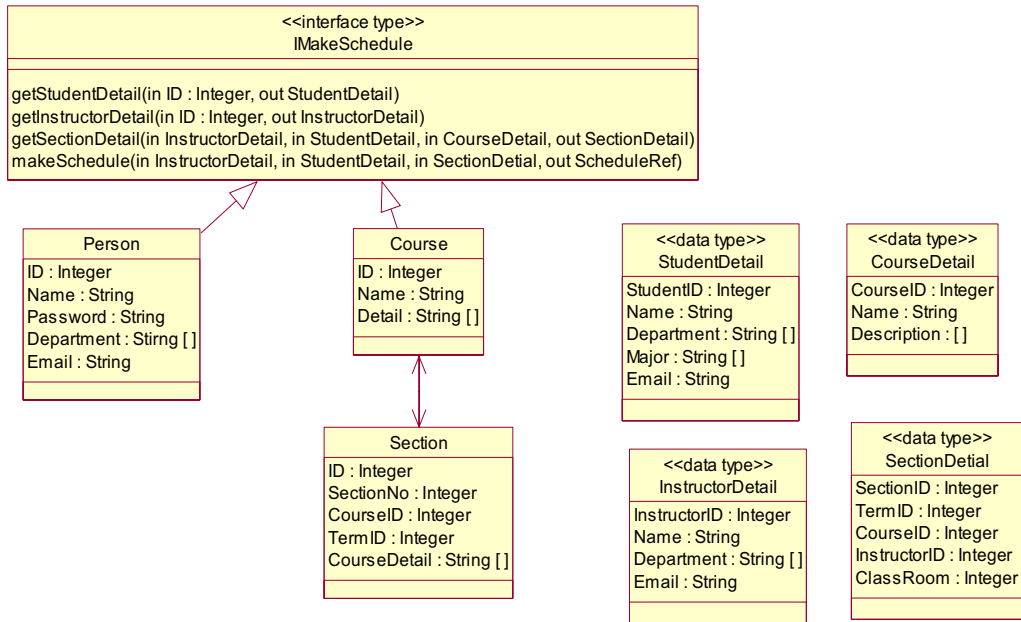 <<interface type>>
IMakeSchedule
getStudentDetail(in ID : Integer, out StudentDetail)
getInstructorDetail(in ID : Integer, out InstructorDetail)
getSectionDetail(in InstructorDetail, in StudentDetail, in CourseDetail, out SectionDetail)
makeSchedule(in InstructorDetail, in StudentDetail, in SectionDetial, out ScheduleRef)
Person
ID : Integer
Name : String
Password : String
Department : Stirng [ ]
Email : String
Course
ID : Integer
Name : String
Detail : String [ ]
Section
ID : Integer
SectionNo : Integer
CourseID : Integer
TermID : Integer
CourseDetail : String [ ]
<<data type>>
StudentDetail
StudentID : Integer
Name : String
Department : String [ ]
Major : String [ ]
Email : String
<<data type>>
CourseDetail
CourseID : Integer
Name : String
Description : [ ]
<<data type>>
InstructorDetail
InstructorID : Integer
Name : String
Department : String [ ]
Email : String
<<data type>>
SectionDetial
SectionID : Integer
TermID : Integer
CourseID : Integer
InstructorID : Integer
ClassRoom : Integer